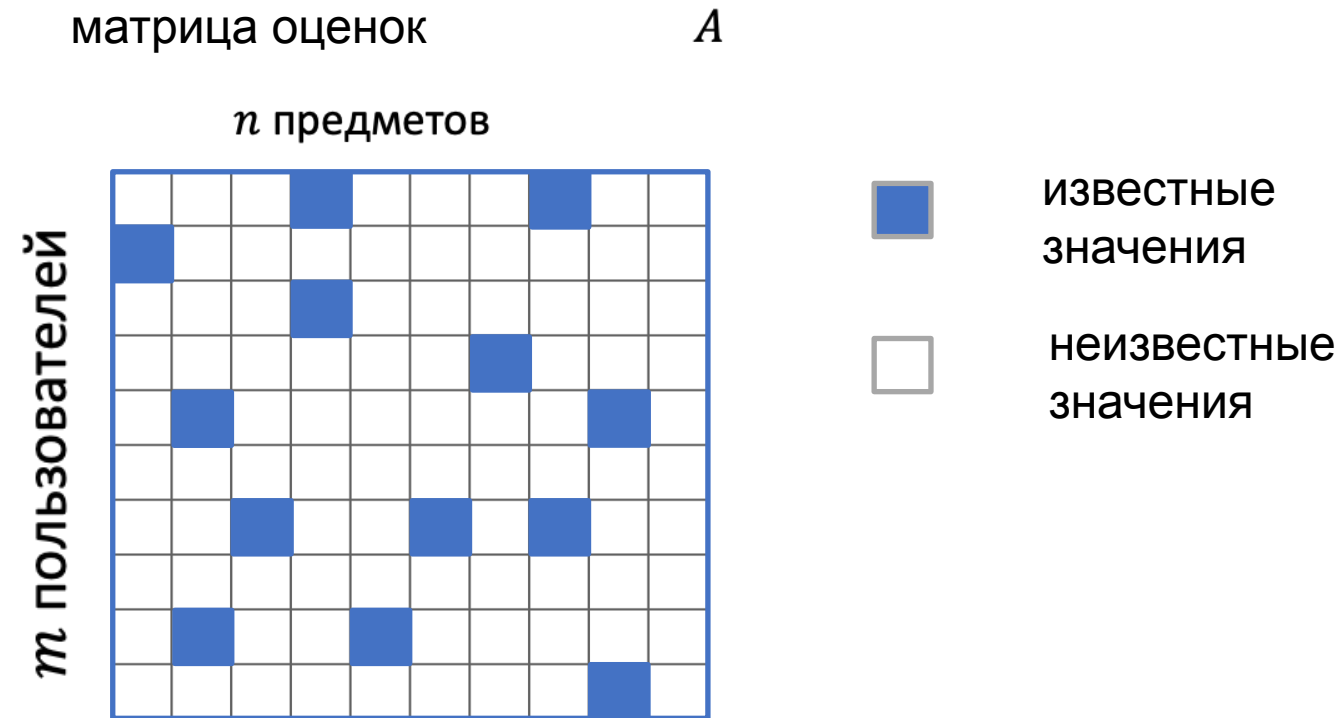 матрица оценок A
n предметов
m пользователей
известные
значения
неизвестные
значения